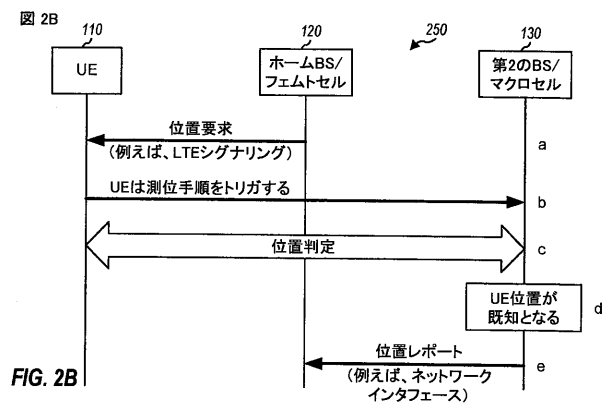 図 2B
110
120
250
130
UE
ホームBS/
フェムトセル
第2のBS/
マクロセル
位置要求
(例えば、LTEシグナリング)
a
UEは測位手順をトリガする
b
位置判定
c
UE位置が
既知となる
d
位置レポート
(例えば、ネットワーク
インタフェース)
e
FIG. 2B